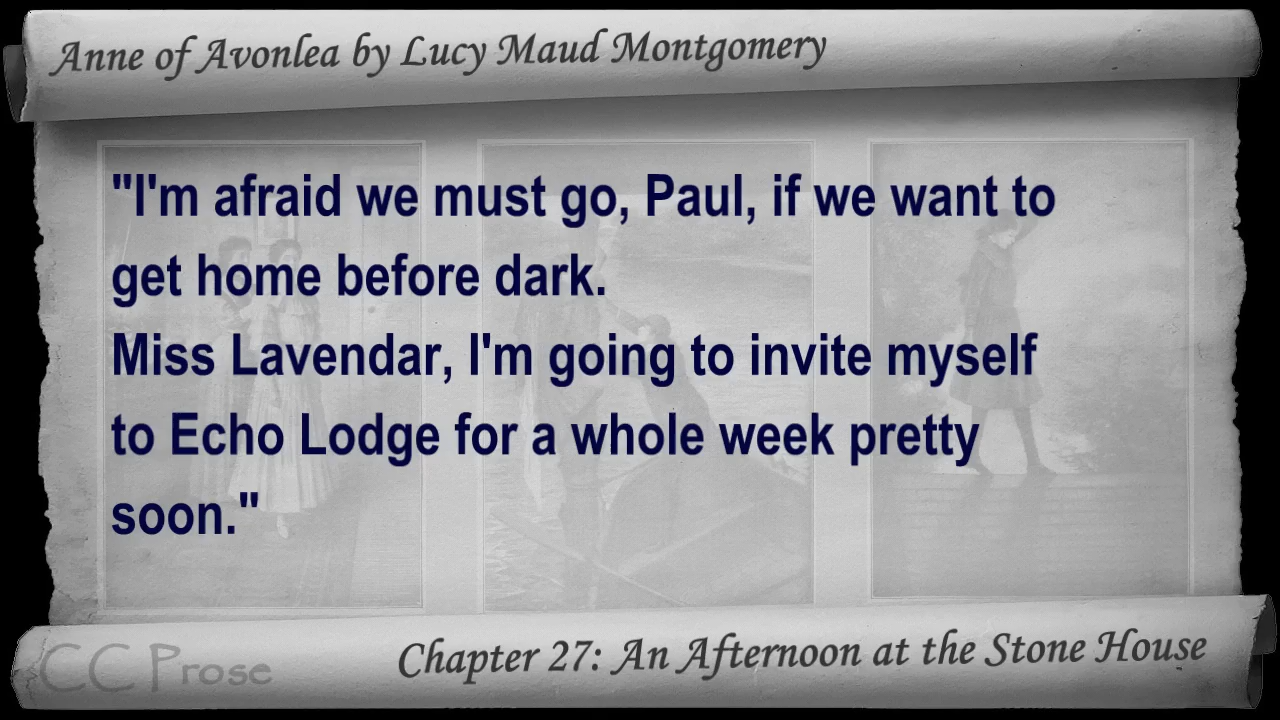 Anne of Avonlea by Lucy Maud Montgomery
"I'm afraid we must go, Paul, if we want to
get home before dark.
Miss Lavendar, I'm going to invite myself
to Echo Lodge for a whole week pretty
soon."
CC Prose
Chapter 27: An Afternoon at the Stone House